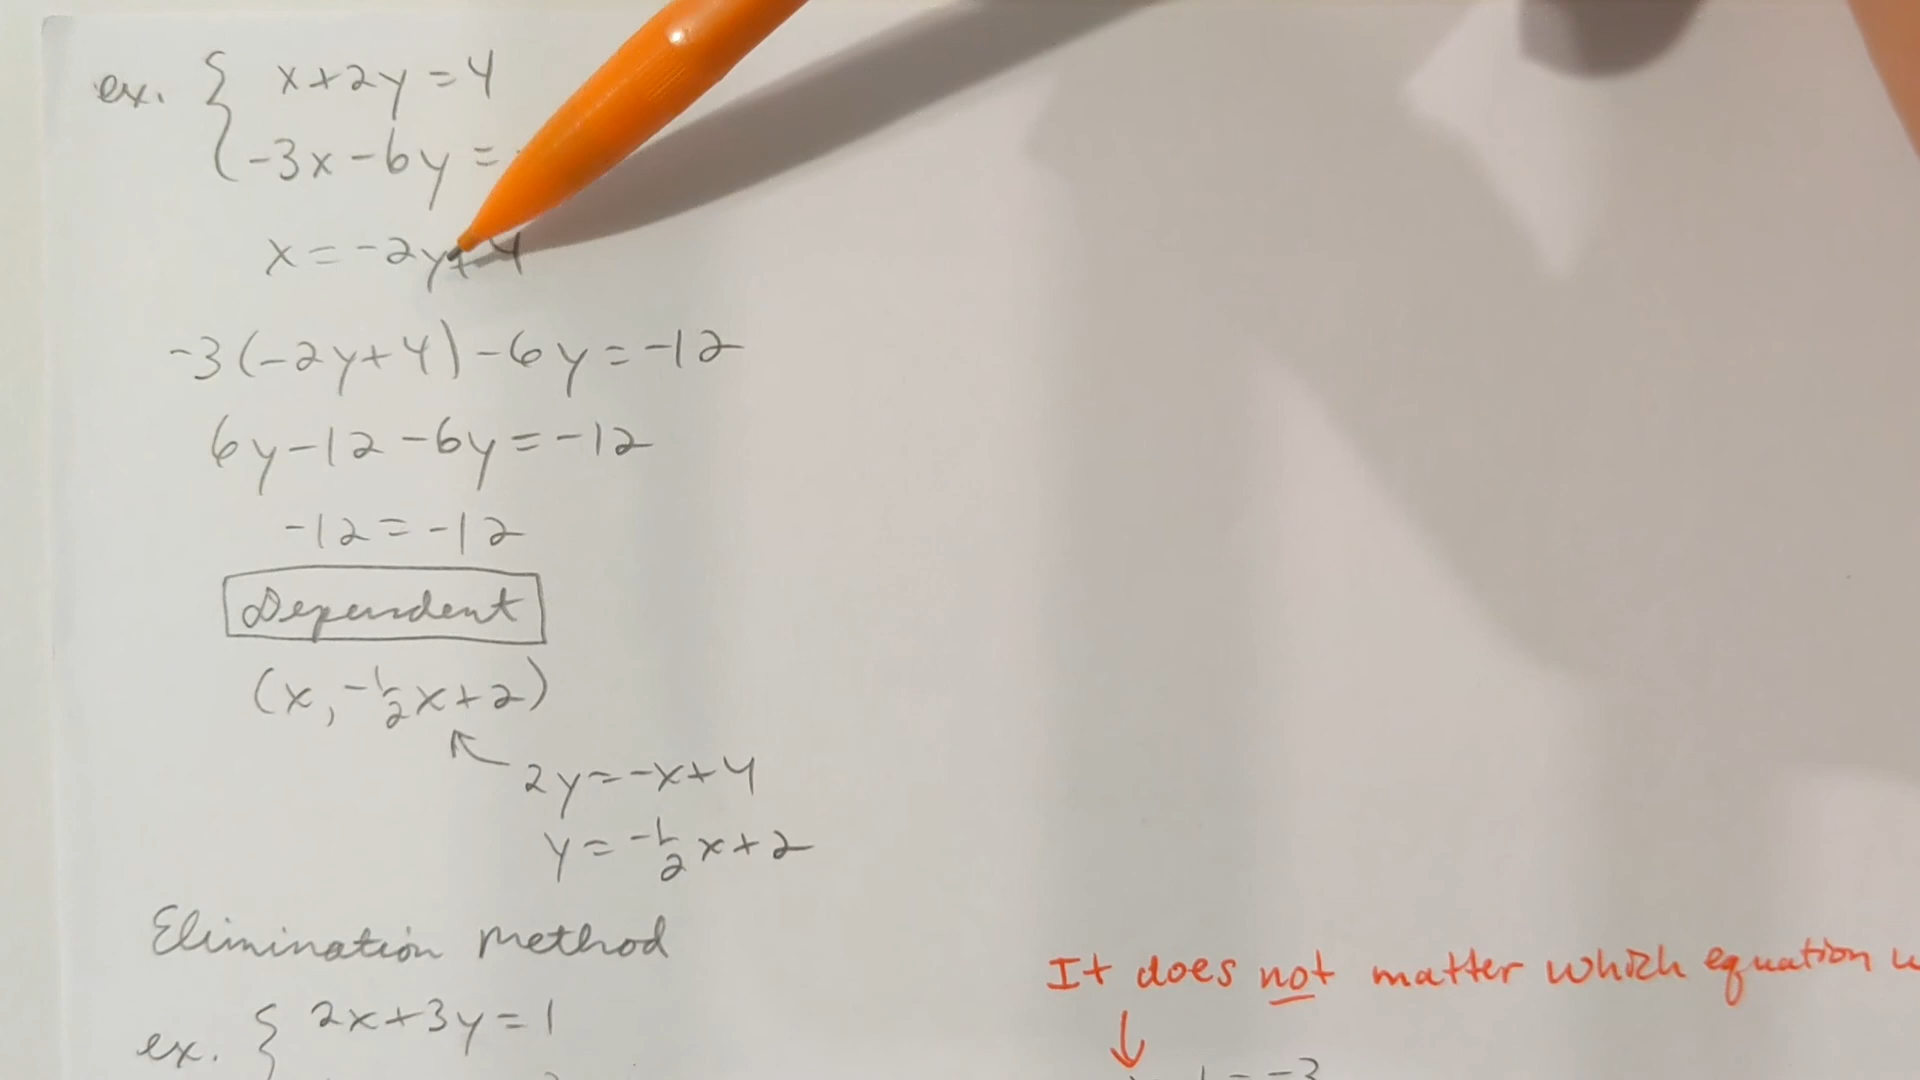 ex. { x+2y=4
-3x-6y=
x=-2y+4
-3(-2y+4)-6y=-12
6y-12-6y=-12
-12=-12
Dependent
(x, -1/2x+2)
2y=-x+4
y=-1/2x+2
Elimination Method
ex. { 2x+3y=1
It does not matter which equation
=-3